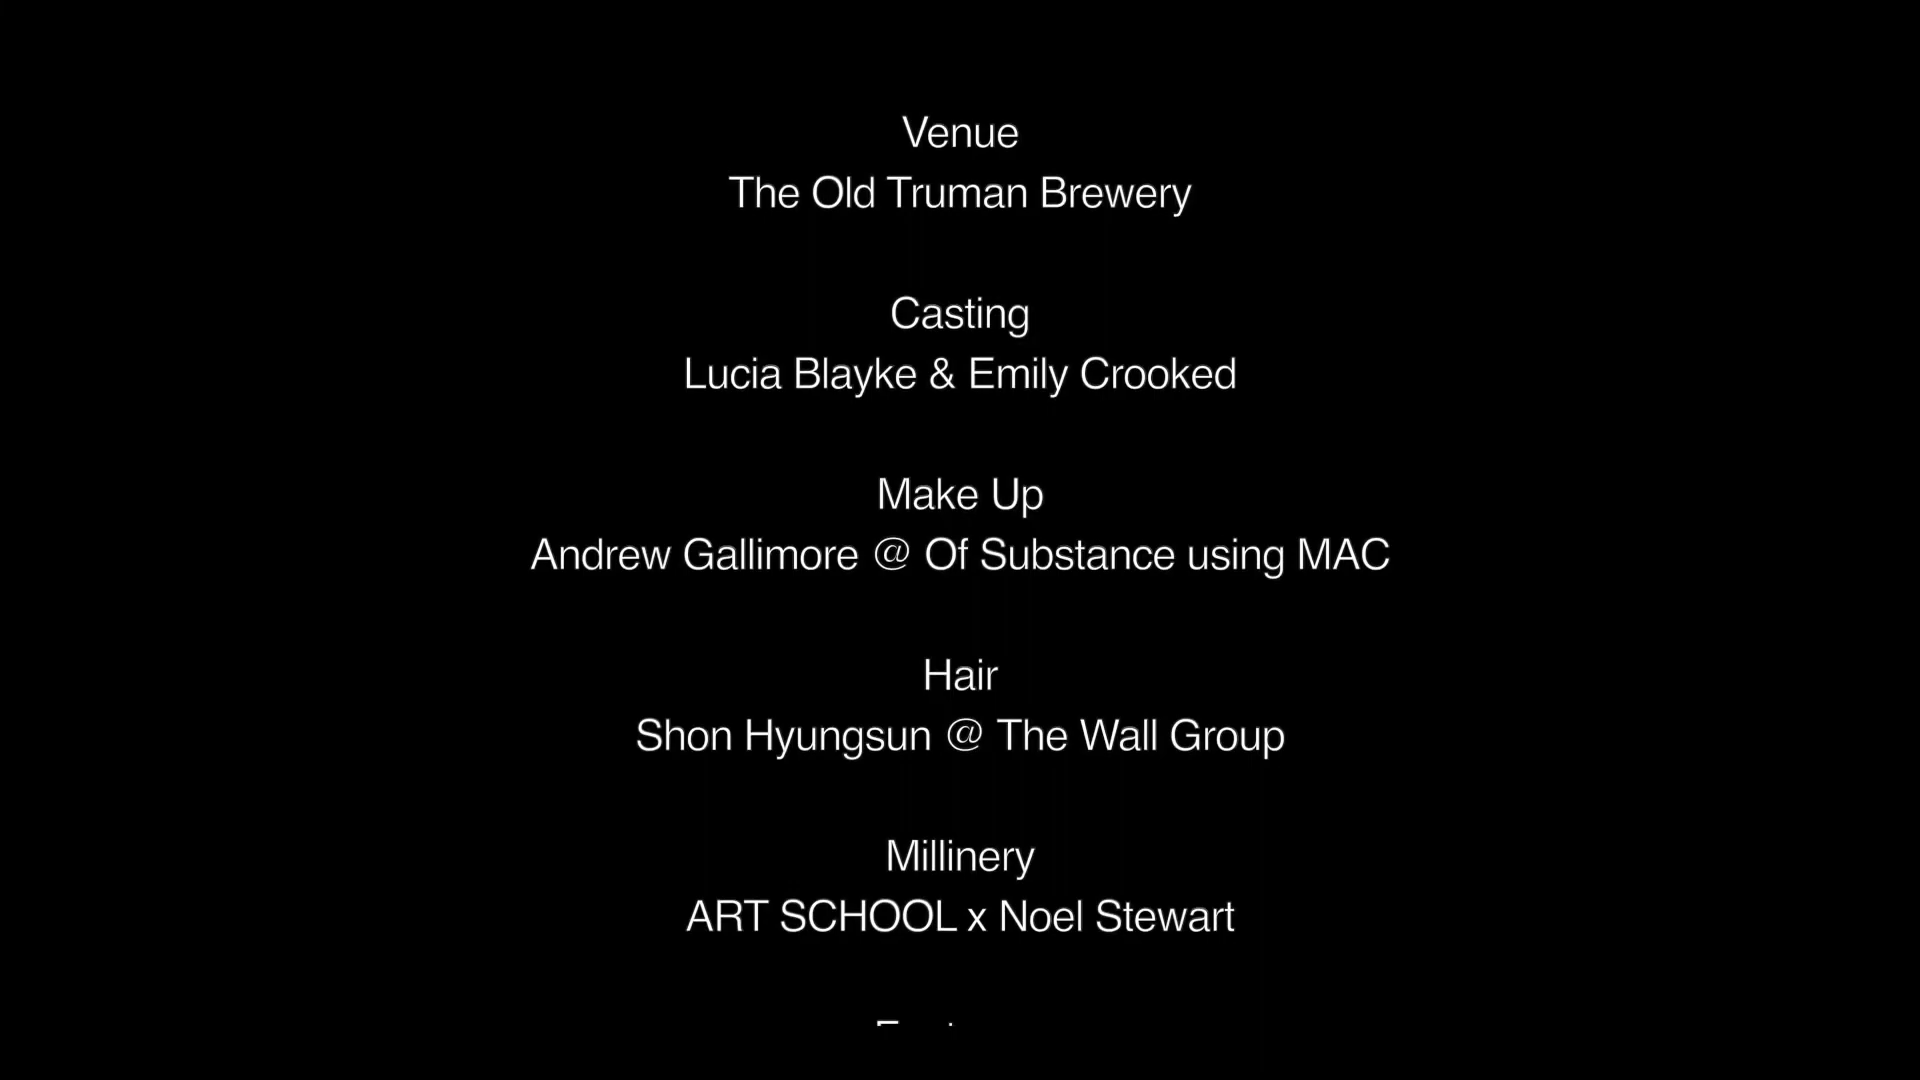 Venue
The Old Truman Brewery
Casting
Lucia Blayke & Emily Crooked
Make Up
Andrew Gallimore @ Of Substance using MAC
Hair
Shon Hyungsun @ The Wall Group
Millinery
ART SCHOOL x Noel Stewart